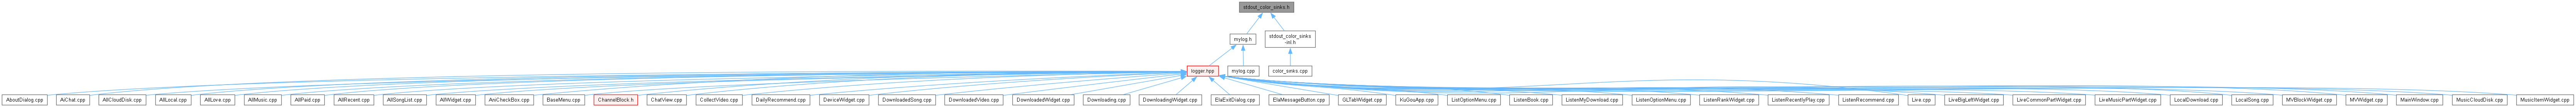 stdout_color_sinks.h
mylog.h
stdout_color_sinks
-inl.h
logger.hpp
mylog.cpp
color_sinks.cpp
AboutDialog.cpp
AiChat.cpp
AllCloudDisk.cpp
AllLocal.cpp
AllLove.cpp
AllMusic.cpp
AllPaid.cpp
AllRecent.cpp
AllSongList.cpp
AllWidget.cpp
AniCheckBox.cpp
BaseMenu.cpp
ChannelBlock.h
ChatView.cpp
CollectVideo.cpp
DailyRecommend.cpp
DeviceWidget.cpp
DownloadedSong.cpp
DownloadedVideo.cpp
DownloadedWidget.cpp
Downloading.cpp
DownloadingWidget.cpp
ElaExitDialog.cpp
ElaMessageButton.cpp
GLTabWidget.cpp
KuGouApp.cpp
ListOptionMenu.cpp
ListenBook.cpp
ListenMyDownload.cpp
ListenOptionMenu.cpp
ListenRankWidget.cpp
ListenRecentlyPlay.cpp
ListenRecommend.cpp
Live.cpp
LiveBigLeftWidget.cpp
LiveCommonPartWidget.cpp
LiveMusicPartWidget.cpp
LocalDownload.cpp
LocalSong.cpp
MVBlockWidget.cpp
MVWidget.cpp
MainWindow.cpp
MusicCloudDisk.cpp
MusicItemWidget.cpp